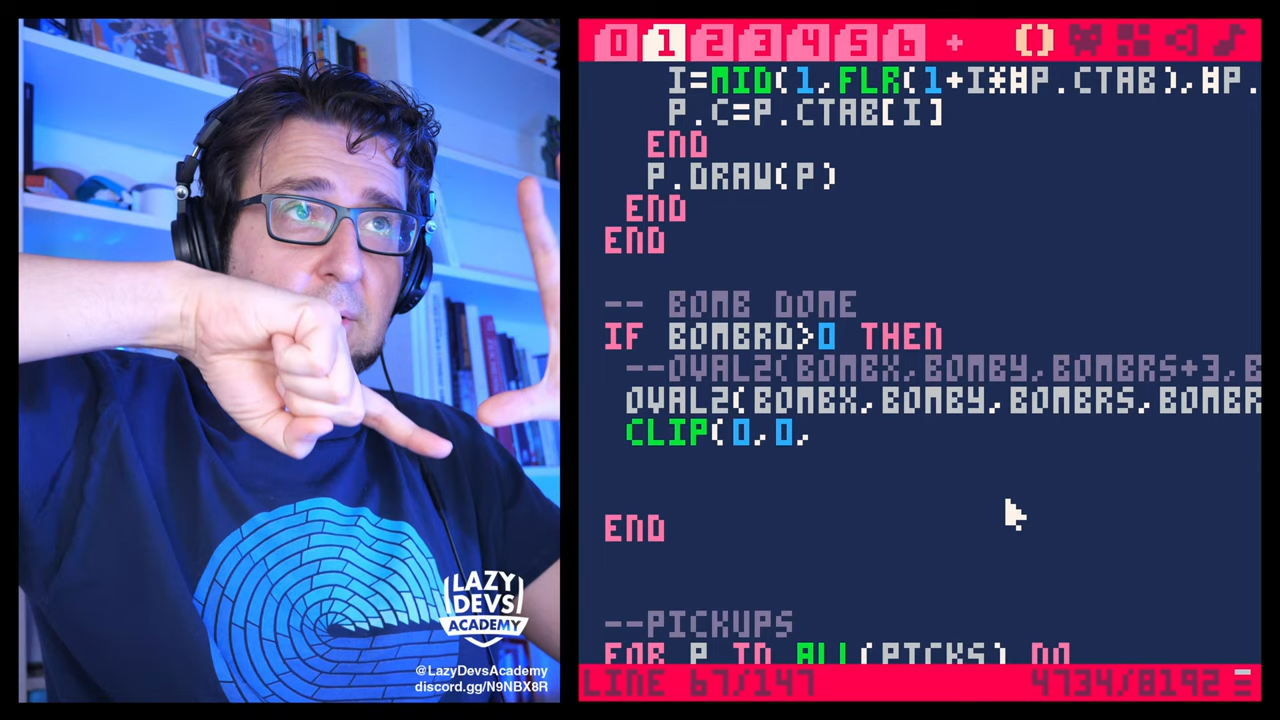 0 1 2 3 4 5 6 +
I=MID(1,FLR(1+I*#P.CTAB),#P.
P.C=P.CTAB[I]
END
P.DRAW(P)
END
END
-- BOMB DOME
IF BOMBRD>0 THEN
--OVAL2(BOMBX,BOMBY,BOMBRS+3,B
OVAL2(BOMBX,BOMBY,BOMBRS,BOMBR
CLIP(0,0,
END
--PICKUPS
FOR P IN ALL(PICKS) DO
LINE 67/147
4734/8192
LAZY
DEVS
ACADEMY
@LazyDevsAcademy
discord.gg/N9NBX8R